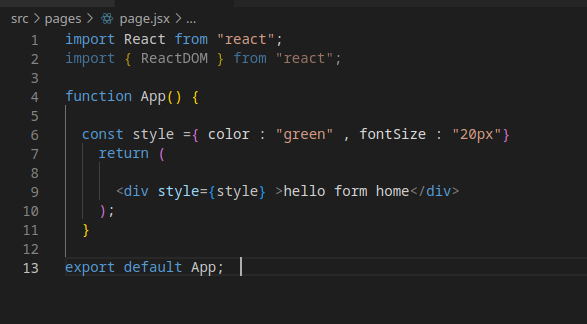 src > pages > page.jsx > ...
1 import React from "react";
2 import { ReactDOM } from "react";
3
4 function App() {
5
6 const style ={ color : "green" , fontSize : "20px"}
7 return (
8
9 <div style={style} >hello form home</div>
10 );
11 }
12
13 export default App;